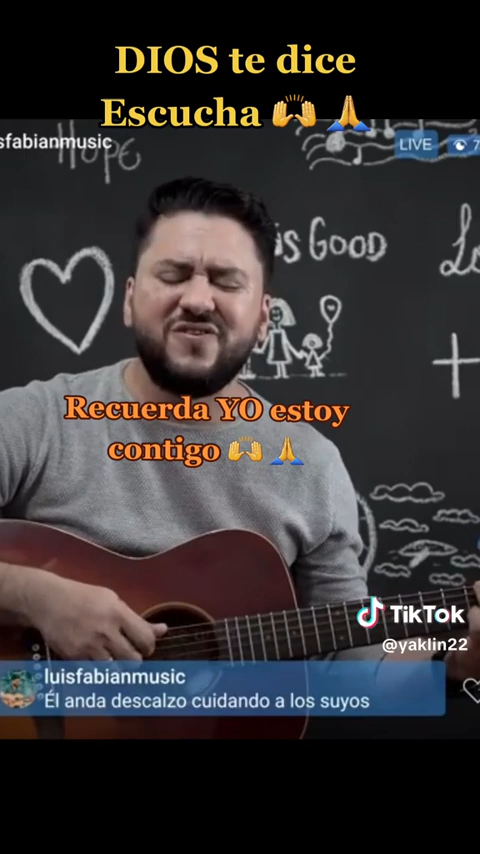 DIOS te dice
Escucha 🙌 🙏
sfabianmusic
LIVE
7
Hope
is GOOD
Recuerda YO estoy
contigo 🙌 🙏
TikTok
@yaklin22
luisfabianmusic
Él anda descalzo cuidando a los suyos